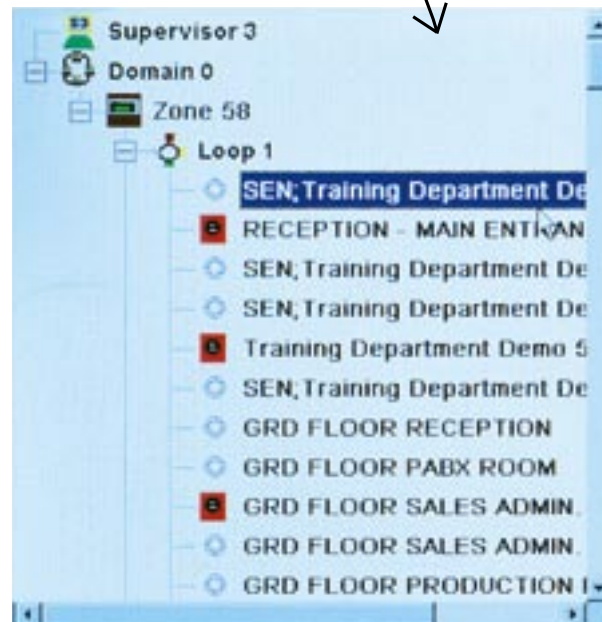 S3
Supervisor 3
Domain 0
Zone 58
Loop 1
SEN;Training Department De
RECEPTION - MAIN ENTRAN
SEN;Training Department De
SEN;Training Department De
Training Department Demo 5
SEN;Training Department De
GRD FLOOR RECEPTION
GRD FLOOR PABX ROOM
GRD FLOOR SALES ADMIN.
GRD FLOOR SALES ADMIN.
GRD FLOOR PRODUCTION